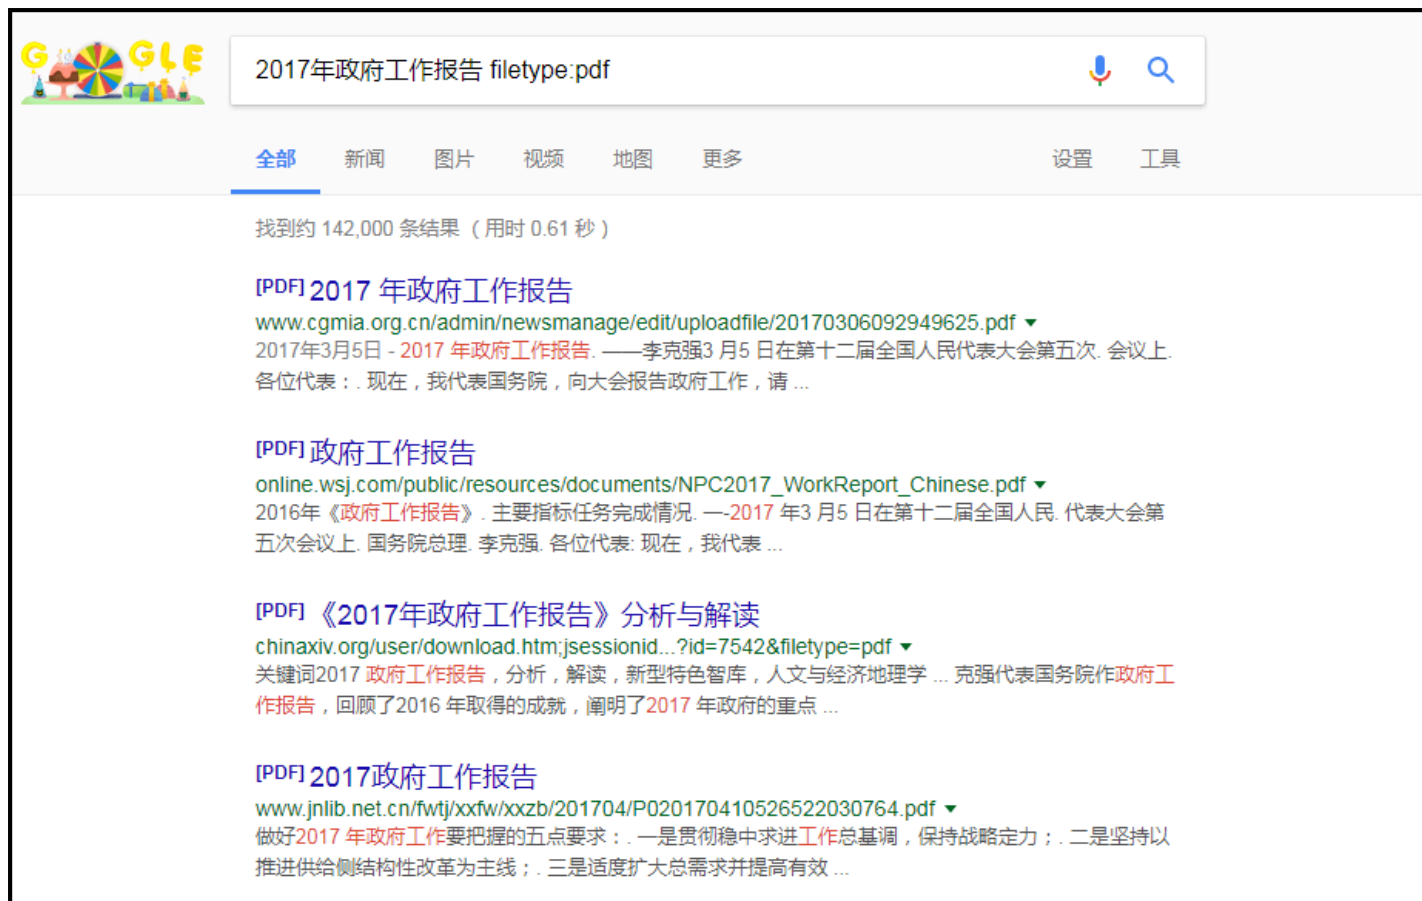 GOOGLE
2017年政府工作报告 filetype:pdf
全部 新闻 图片 视频 地图 更多 设置 工具
找到约 142,000 条结果 （用时 0.61 秒）
[PDF] 2017 年政府工作报告
www.cgmia.org.cn/admin/newsmanage/edit/uploadfile/20170306092949625.pdf
2017年3月5日 - 2017 年政府工作报告. ——李克强3 月5 日在第十二届全国人民代表大会第五次. 会议上.
各位代表：. 现在，我代表国务院，向大会报告政府工作，请 ...
[PDF] 政府工作报告
online.wsj.com/public/resources/documents/NPC2017_WorkReport_Chinese.pdf
2016年《政府工作报告》. 主要指标任务完成情况. —-2017 年3 月5 日在第十二届全国人民. 代表大会第
五次会议上. 国务院总理. 李克强. 各位代表: 现在，我代表 ...
[PDF] 《2017年政府工作报告》分析与解读
chinaxiv.org/user/download.htm;jsessionid...?id=7542&filetype=pdf
关键词2017 政府工作报告，分析，解读，新型特色智库，人文与经济地理学 ... 克强代表国务院作政府工
作报告，回顾了2016 年取得的成就，阐明了2017 年政府的重点 ...
[PDF] 2017政府工作报告
www.jnlib.net.cn/fwtj/xxfw/xxzb/201704/P020170410526522030764.pdf
做好2017 年政府工作要把握的五点要求：. 一是贯彻稳中求进工作总基调，保持战略定力；. 二是坚持以
推进供给侧结构性改革为主线；. 三是适度扩大总需求并提高有效 ...